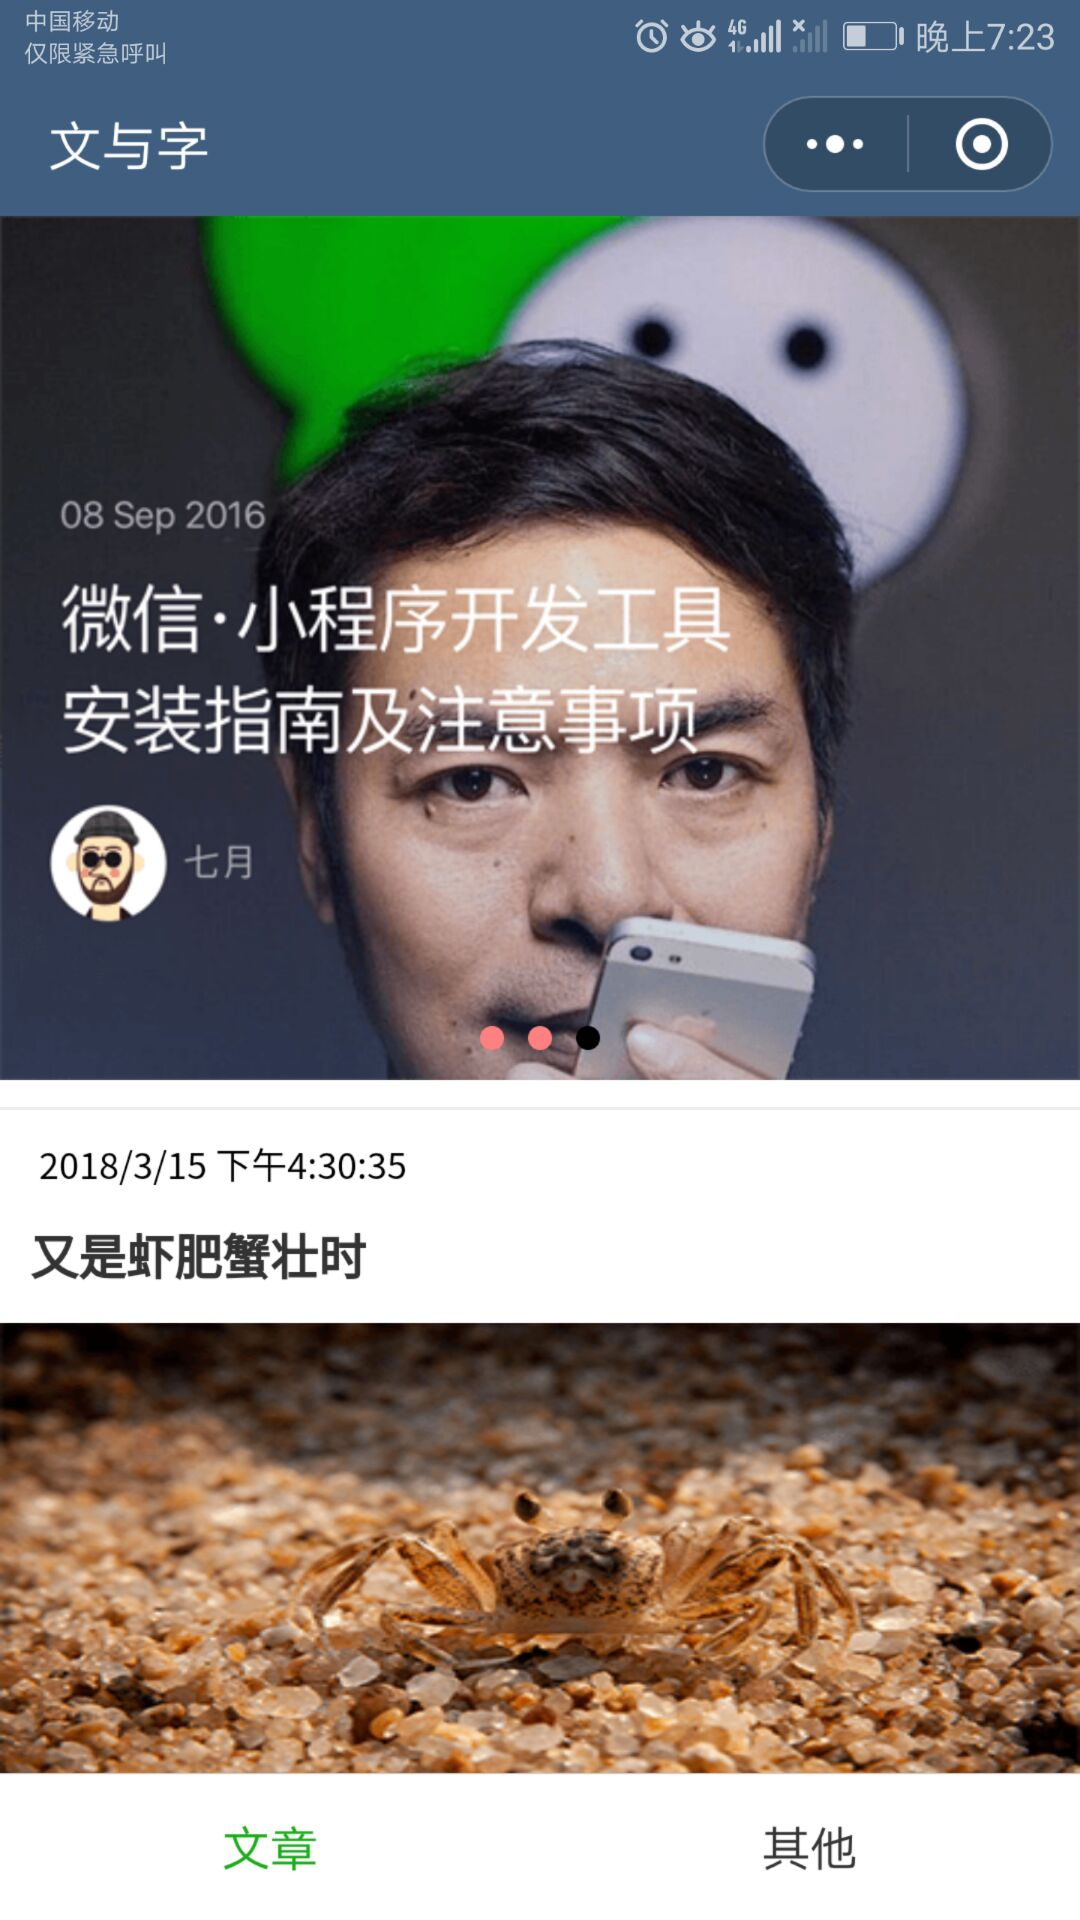 中国移动
仅限紧急呼叫
4G
晚上7:23
文与字
08 Sep 2016
微信·小程序开发工具
安装指南及注意事项
七月
2018/3/15 下午4:30:35
又是虾肥蟹壮时
文章
其他